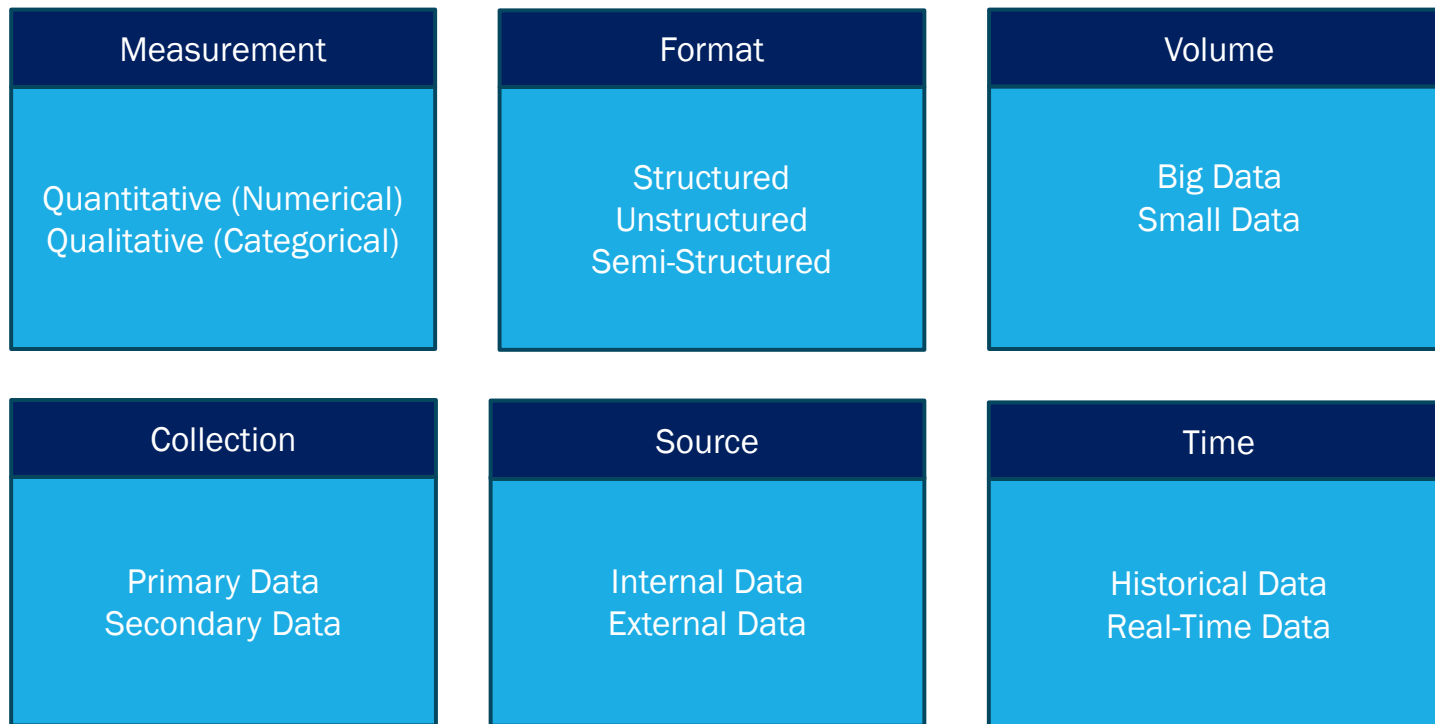 Measurement
Quantitative (Numerical)
Qualitative (Categorical)
Format
Structured
Unstructured
Semi-Structured
Volume
Big Data
Small Data
Collection
Primary Data
Secondary Data
Source
Internal Data
External Data
Time
Historical Data
Real-Time Data